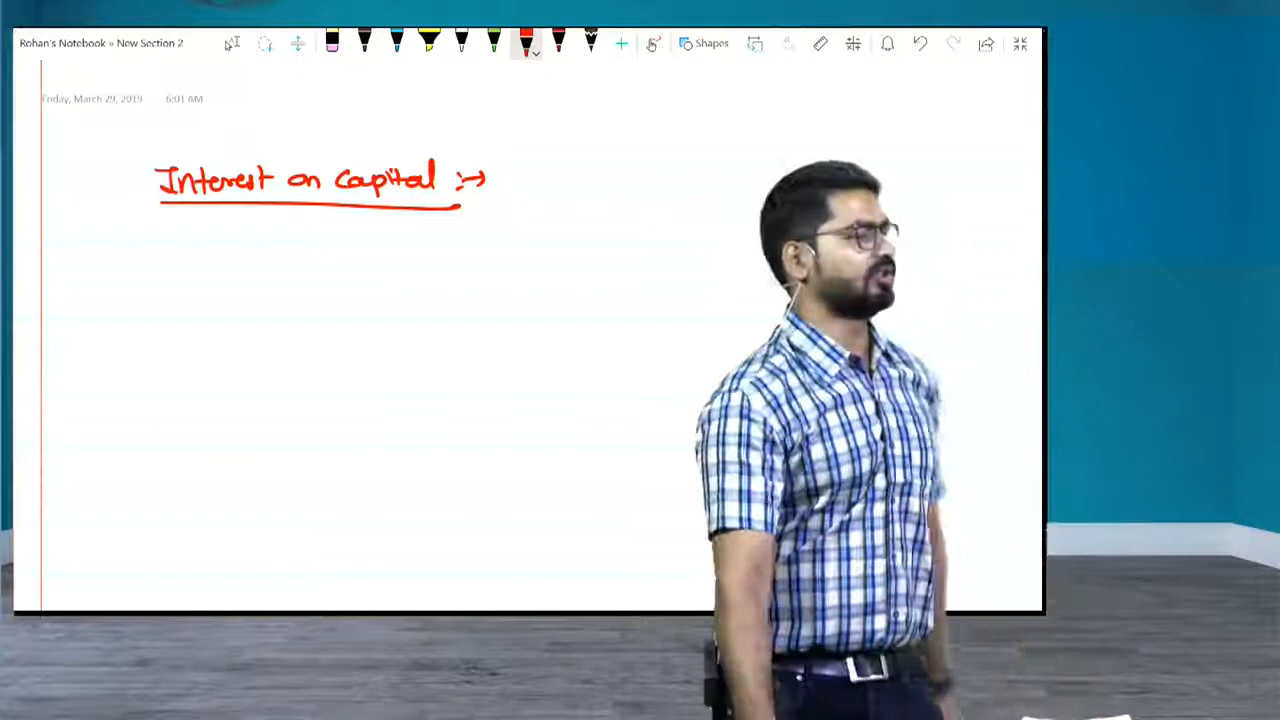 Rohan's Notebook » New Section 2
Shapes
Friday, March 29, 2019 6:01 AM
Interest on Capital :→